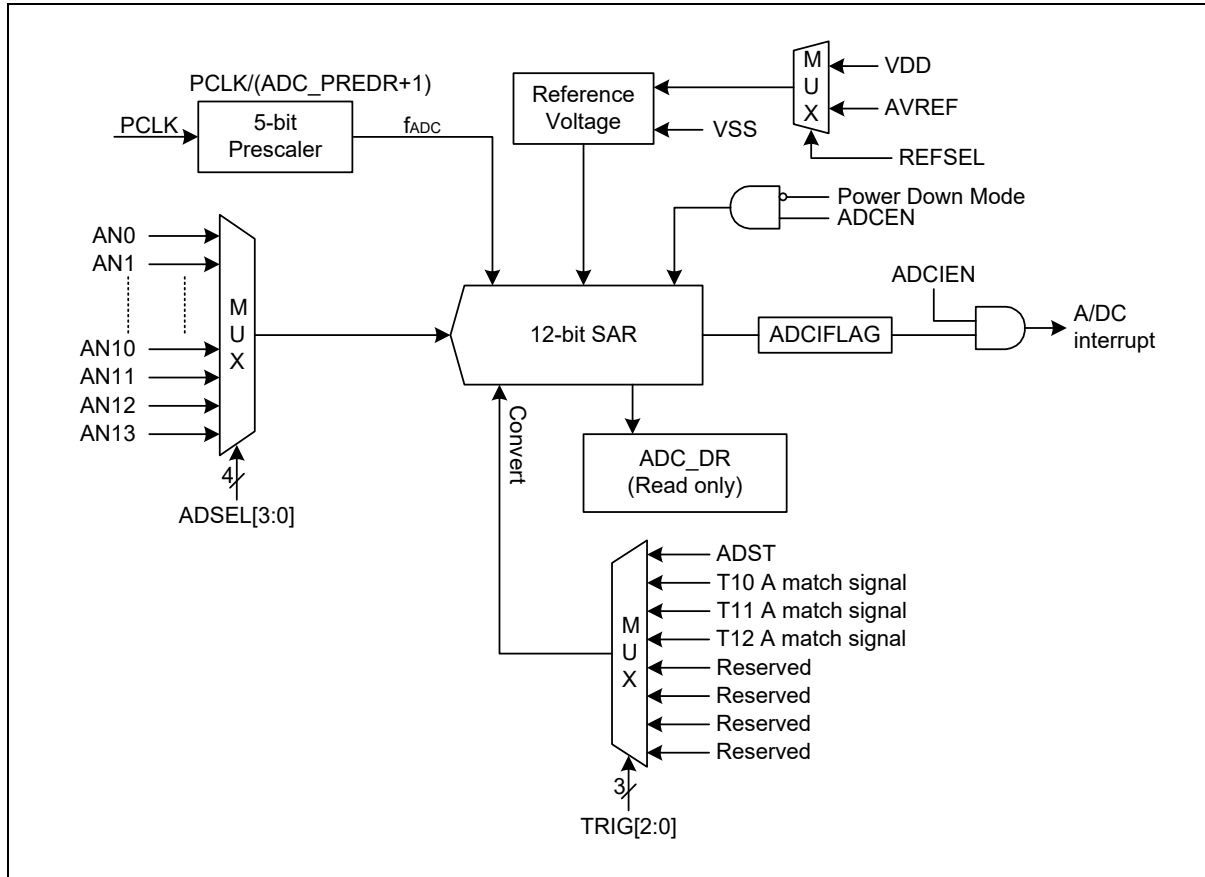 PCLK/(ADC_PREDR+1)
PCLK
5-bit
Prescaler
fADC
Reference
Voltage
VSS
M
U
X
VDD
AVREF
REFSEL
Power Down Mode
ADCEN
AN0
AN1
AN10
AN11
AN12
AN13
M
U
X
4
ADSEL[3:0]
12-bit SAR
ADCIFLAG
ADCIEN
A/DC
interrupt
Convert
ADC_DR
(Read only)
M
U
X
ADST
T10 A match signal
T11 A match signal
T12 A match signal
Reserved
Reserved
Reserved
Reserved
3
TRIG[2:0]